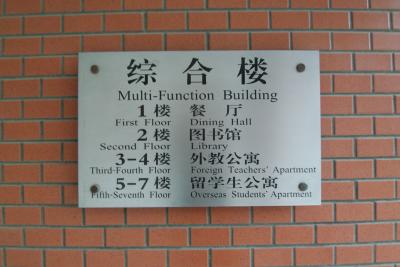 综合楼
Multi-Function Building
1楼 餐厅
First Floor Dining Hall
2楼 图书馆
Second Floor Library
3-4楼 外教公寓
Third-Fourth Floor Foreign Teachers' Apartment
5-7楼 留学生公寓
Fifth-Seventh Floor Overseas Students' Apartment